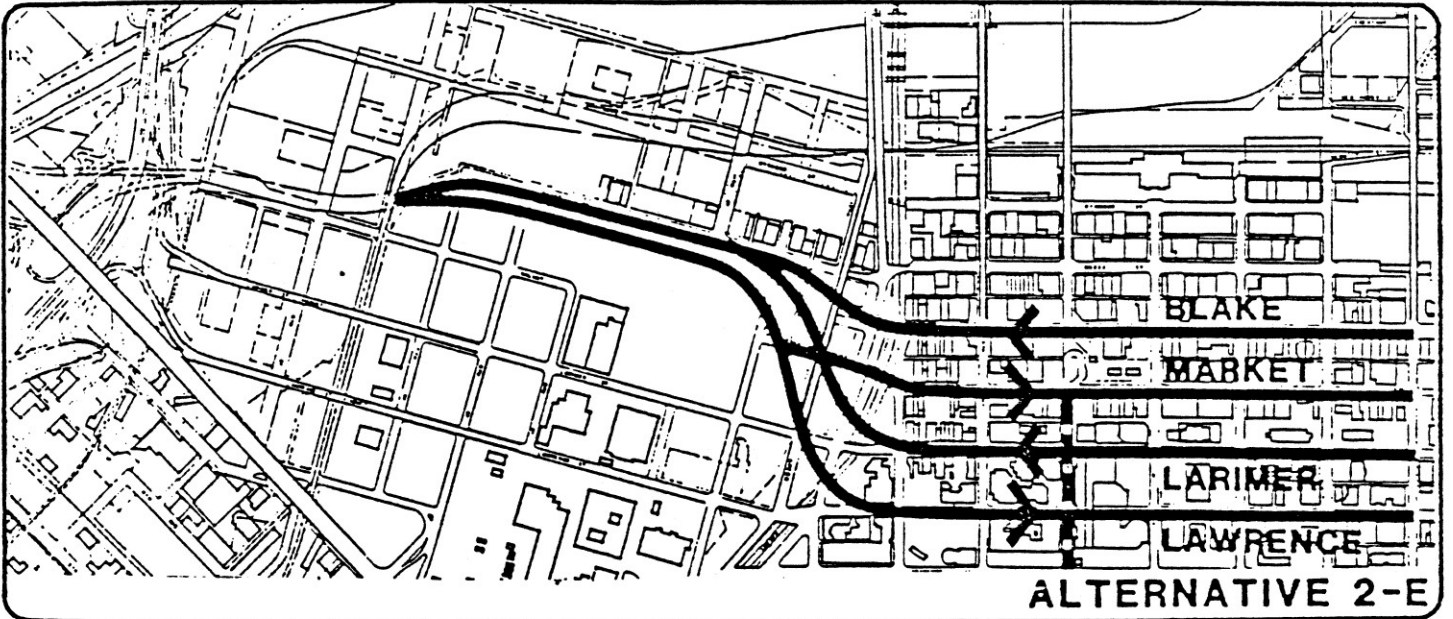 BLAKE
MARKET
LARIMER
LAWRENCE
ALTERNATIVE 2-E